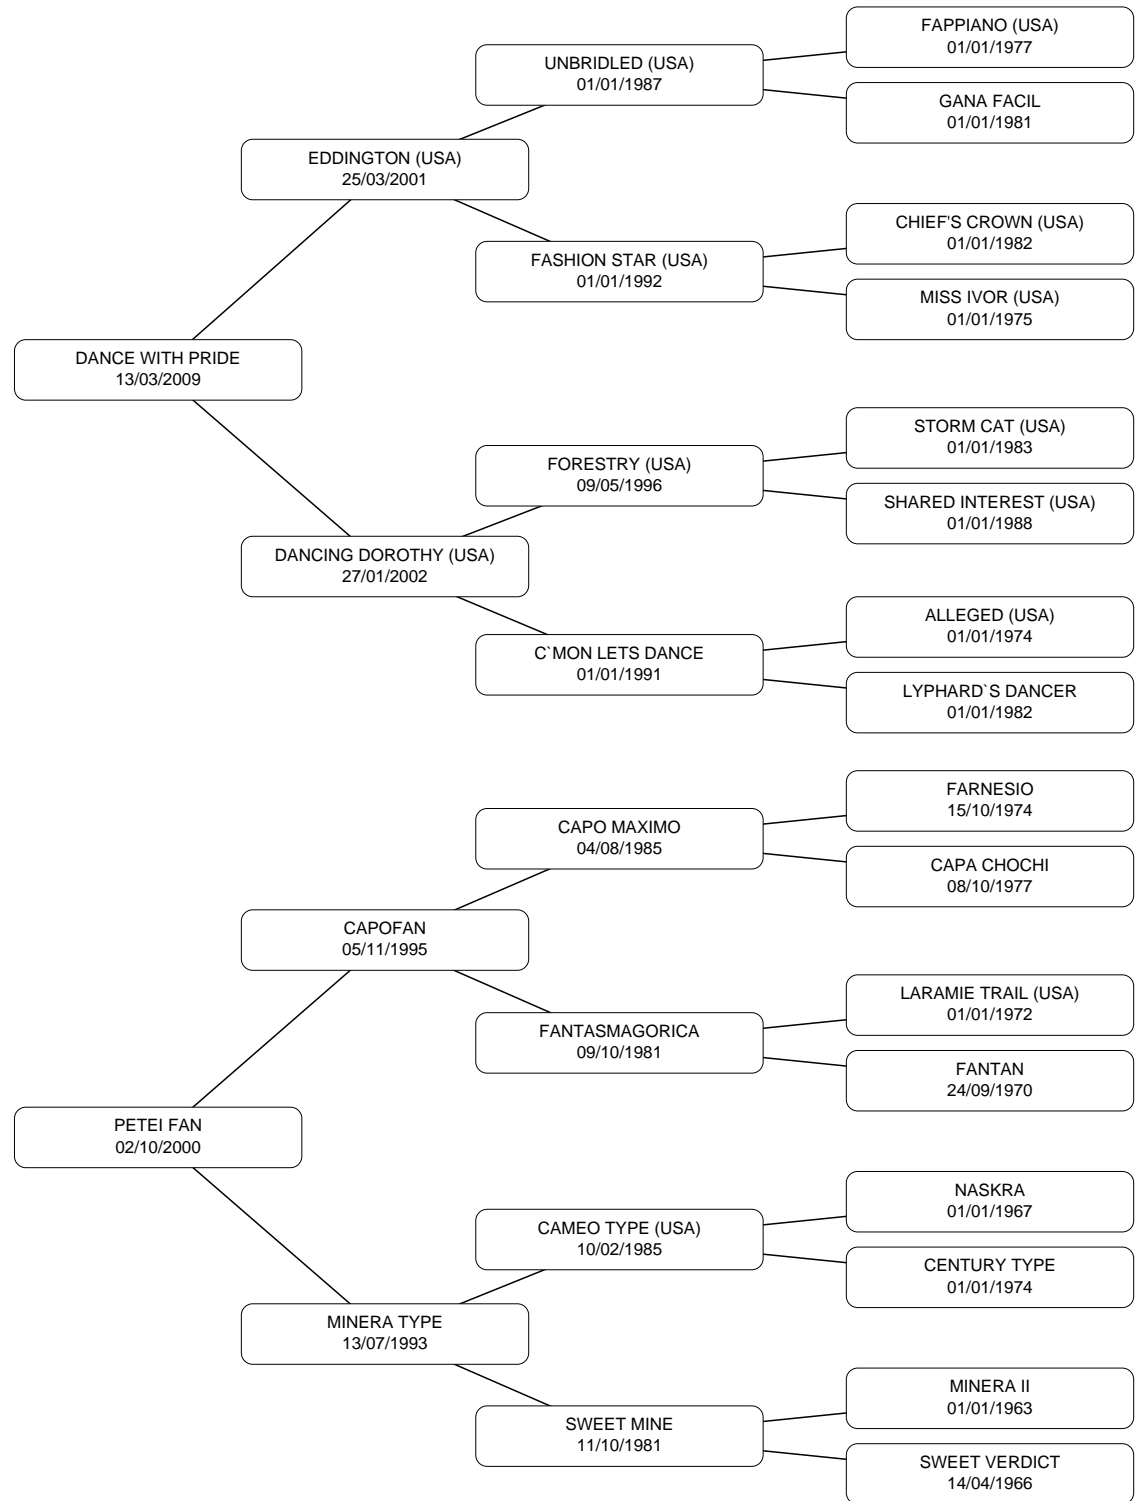 FAPPIANO (USA)
01/01/1977
UNBRIDLED (USA)
01/01/1987
GANA FACIL
01/01/1981
EDDINGTON (USA)
25/03/2001
CHIEF'S CROWN (USA)
01/01/1982
FASHION STAR (USA)
01/01/1992
MISS IVOR (USA)
01/01/1975
DANCE WITH PRIDE
13/03/2009
STORM CAT (USA)
01/01/1983
FORESTRY (USA)
09/05/1996
SHARED INTEREST (USA)
01/01/1988
DANCING DOROTHY (USA)
27/01/2002
ALLEGED (USA)
01/01/1974
C`MON LETS DANCE
01/01/1991
LYPHARD`S DANCER
01/01/1982
FARNESIO
15/10/1974
CAPO MAXIMO
04/08/1985
CAPA CHOCHI
08/10/1977
CAPOFAN
05/11/1995
LARAMIE TRAIL (USA)
01/01/1972
FANTASMAGORICA
09/10/1981
FANTAN
24/09/1970
PETEI FAN
02/10/2000
NASKRA
01/01/1967
CAMEO TYPE (USA)
10/02/1985
CENTURY TYPE
01/01/1974
MINERA TYPE
13/07/1993
MINERA II
01/01/1963
SWEET MINE
11/10/1981
SWEET VERDICT
14/04/1966